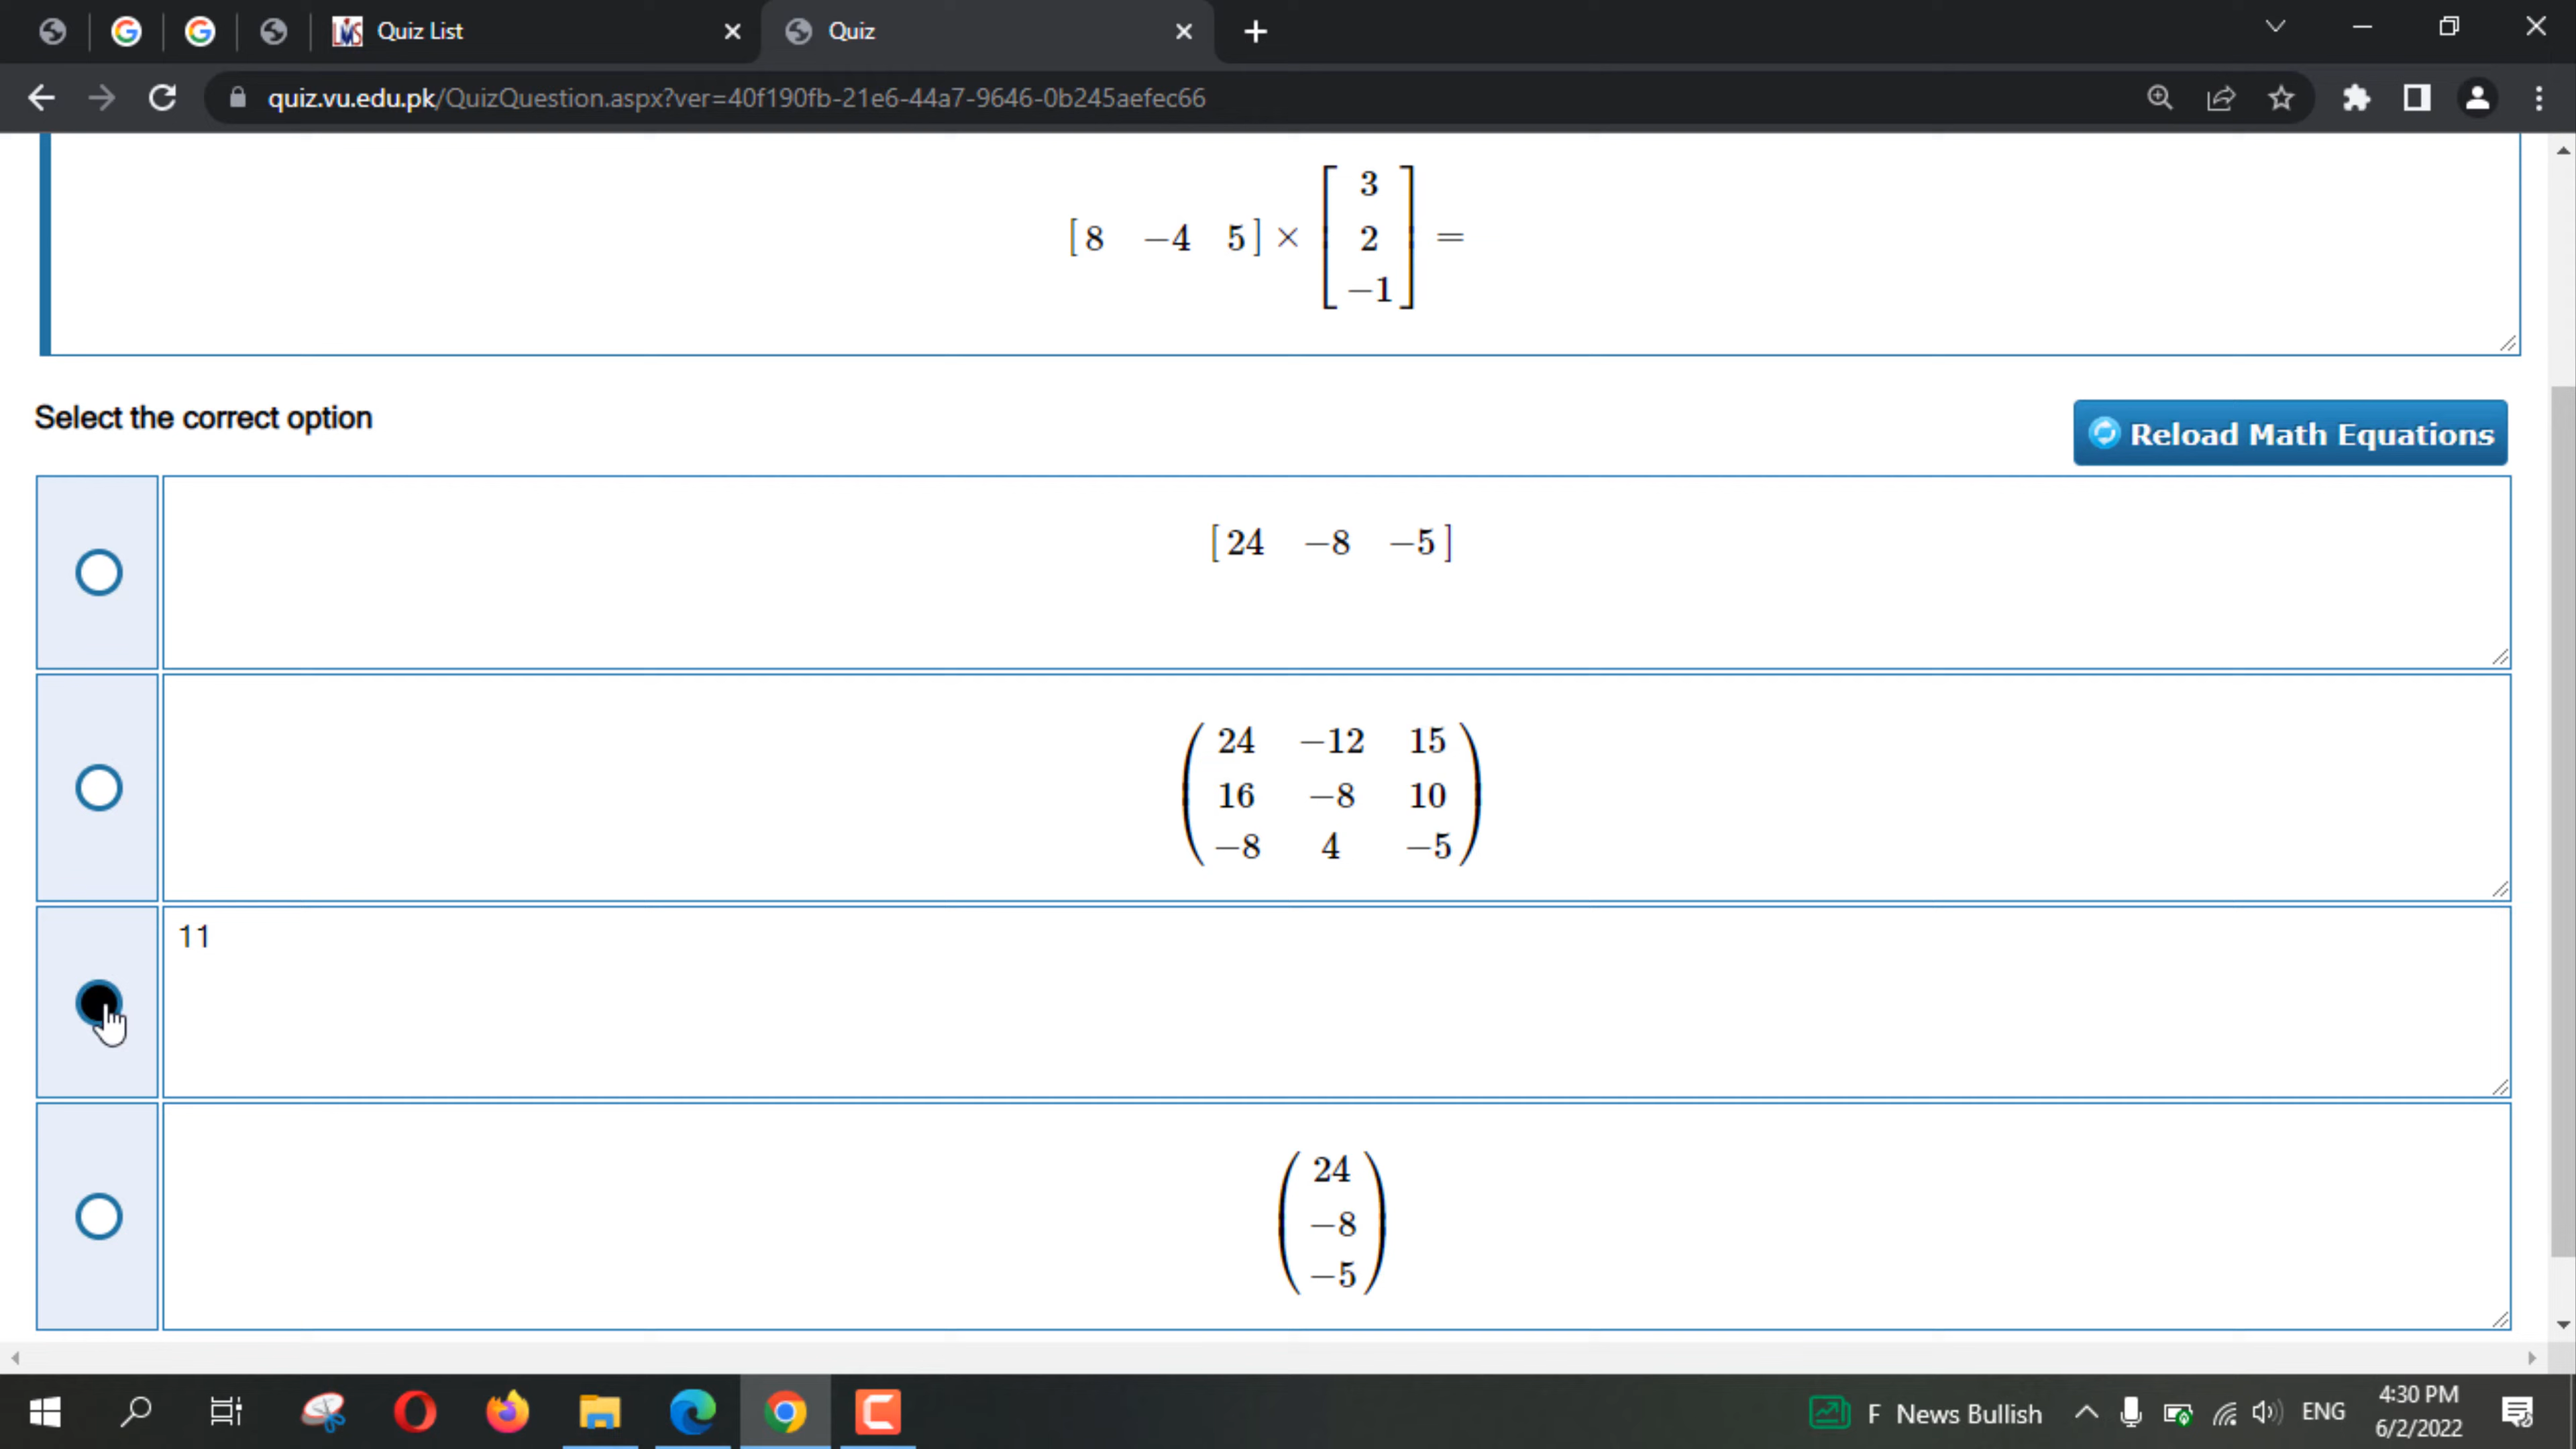 Quiz List
Quiz
quiz.vu.edu.pk/QuizQuestion.aspx?ver=40f190fb-21e6-44a7-9646-0b245aefec66
[ 8 −4 5 ] × [ 3
2
−1 ] =
Select the correct option
Reload Math Equations
[ 24 −8 −5 ]
24 −12 15
16 −8 10
−8 4 −5
11
24
−8
−5
F News Bullish
ENG
4:30 PM
6/2/2022